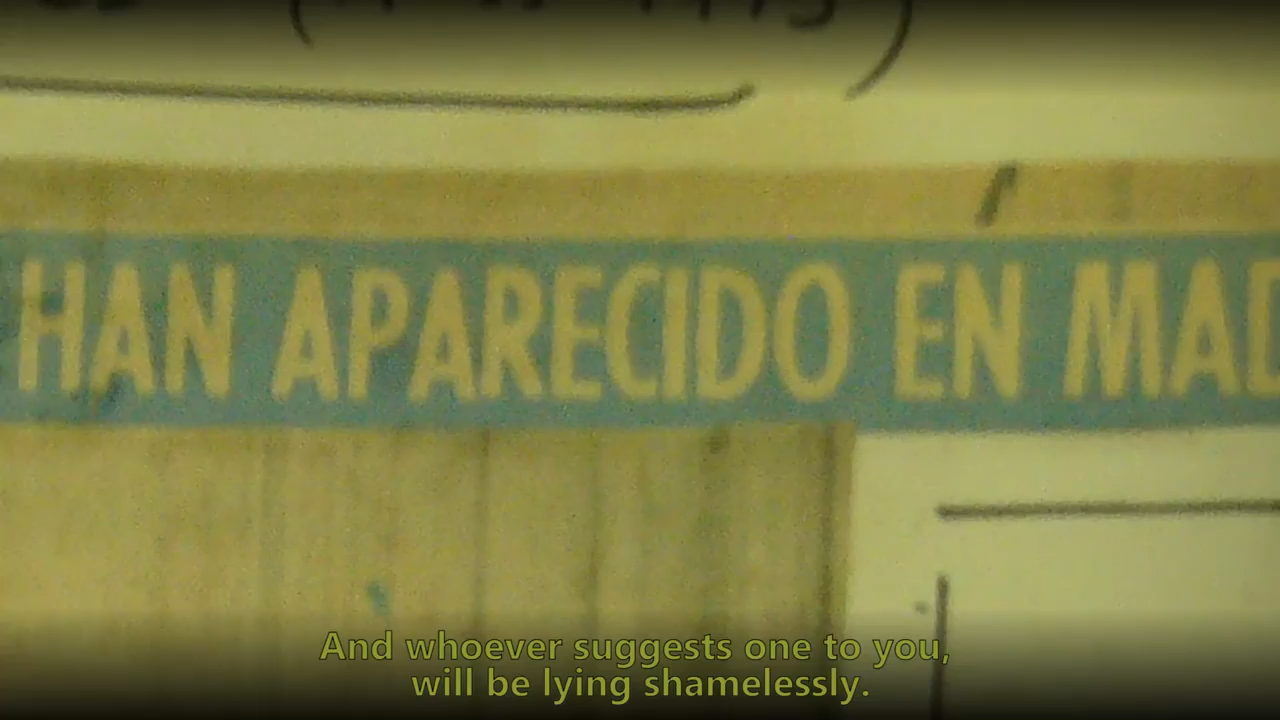 HAN APARECIDO EN MAD
And whoever suggests one to you,
will be lying shamelessly.